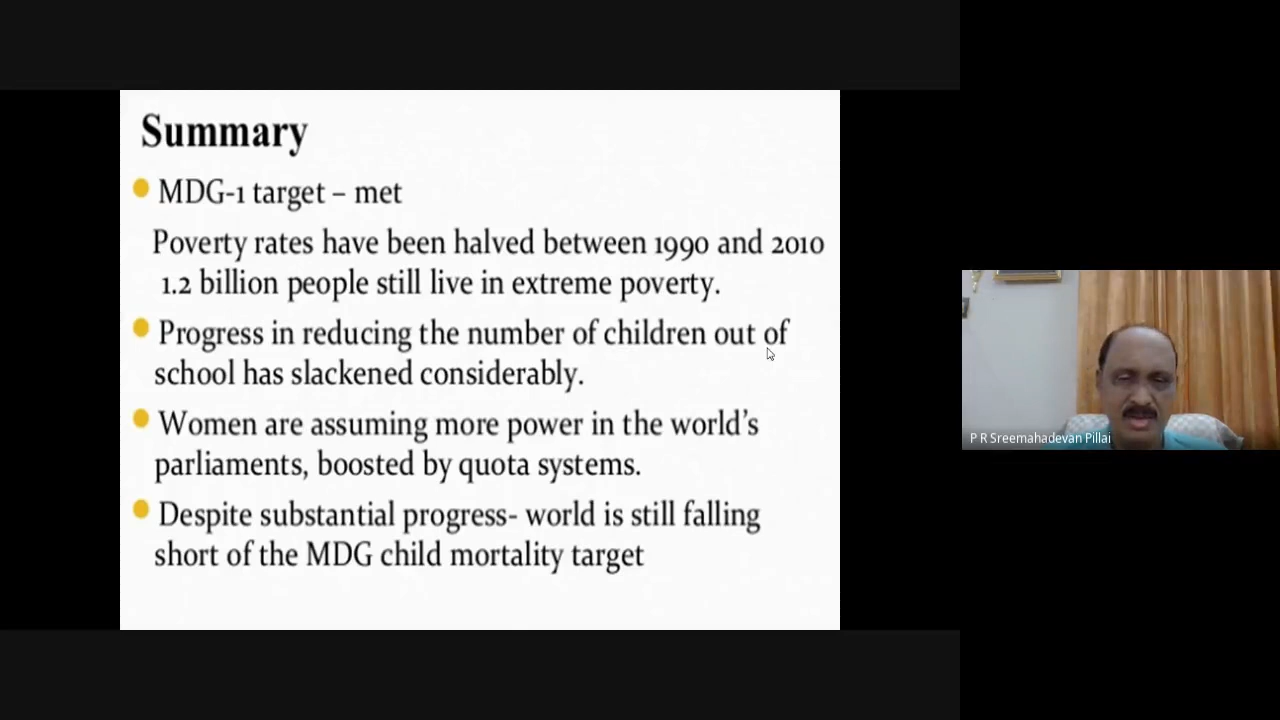 Summary
MDG-1 target – met
Poverty rates have been halved between 1990 and 2010
1.2 billion people still live in extreme poverty.
Progress in reducing the number of children out of
school has slackened considerably.
Women are assuming more power in the world's
parliaments, boosted by quota systems.
Despite substantial progress- world is still falling
short of the MDG child mortality target
P R Sreemahadevan Pillai